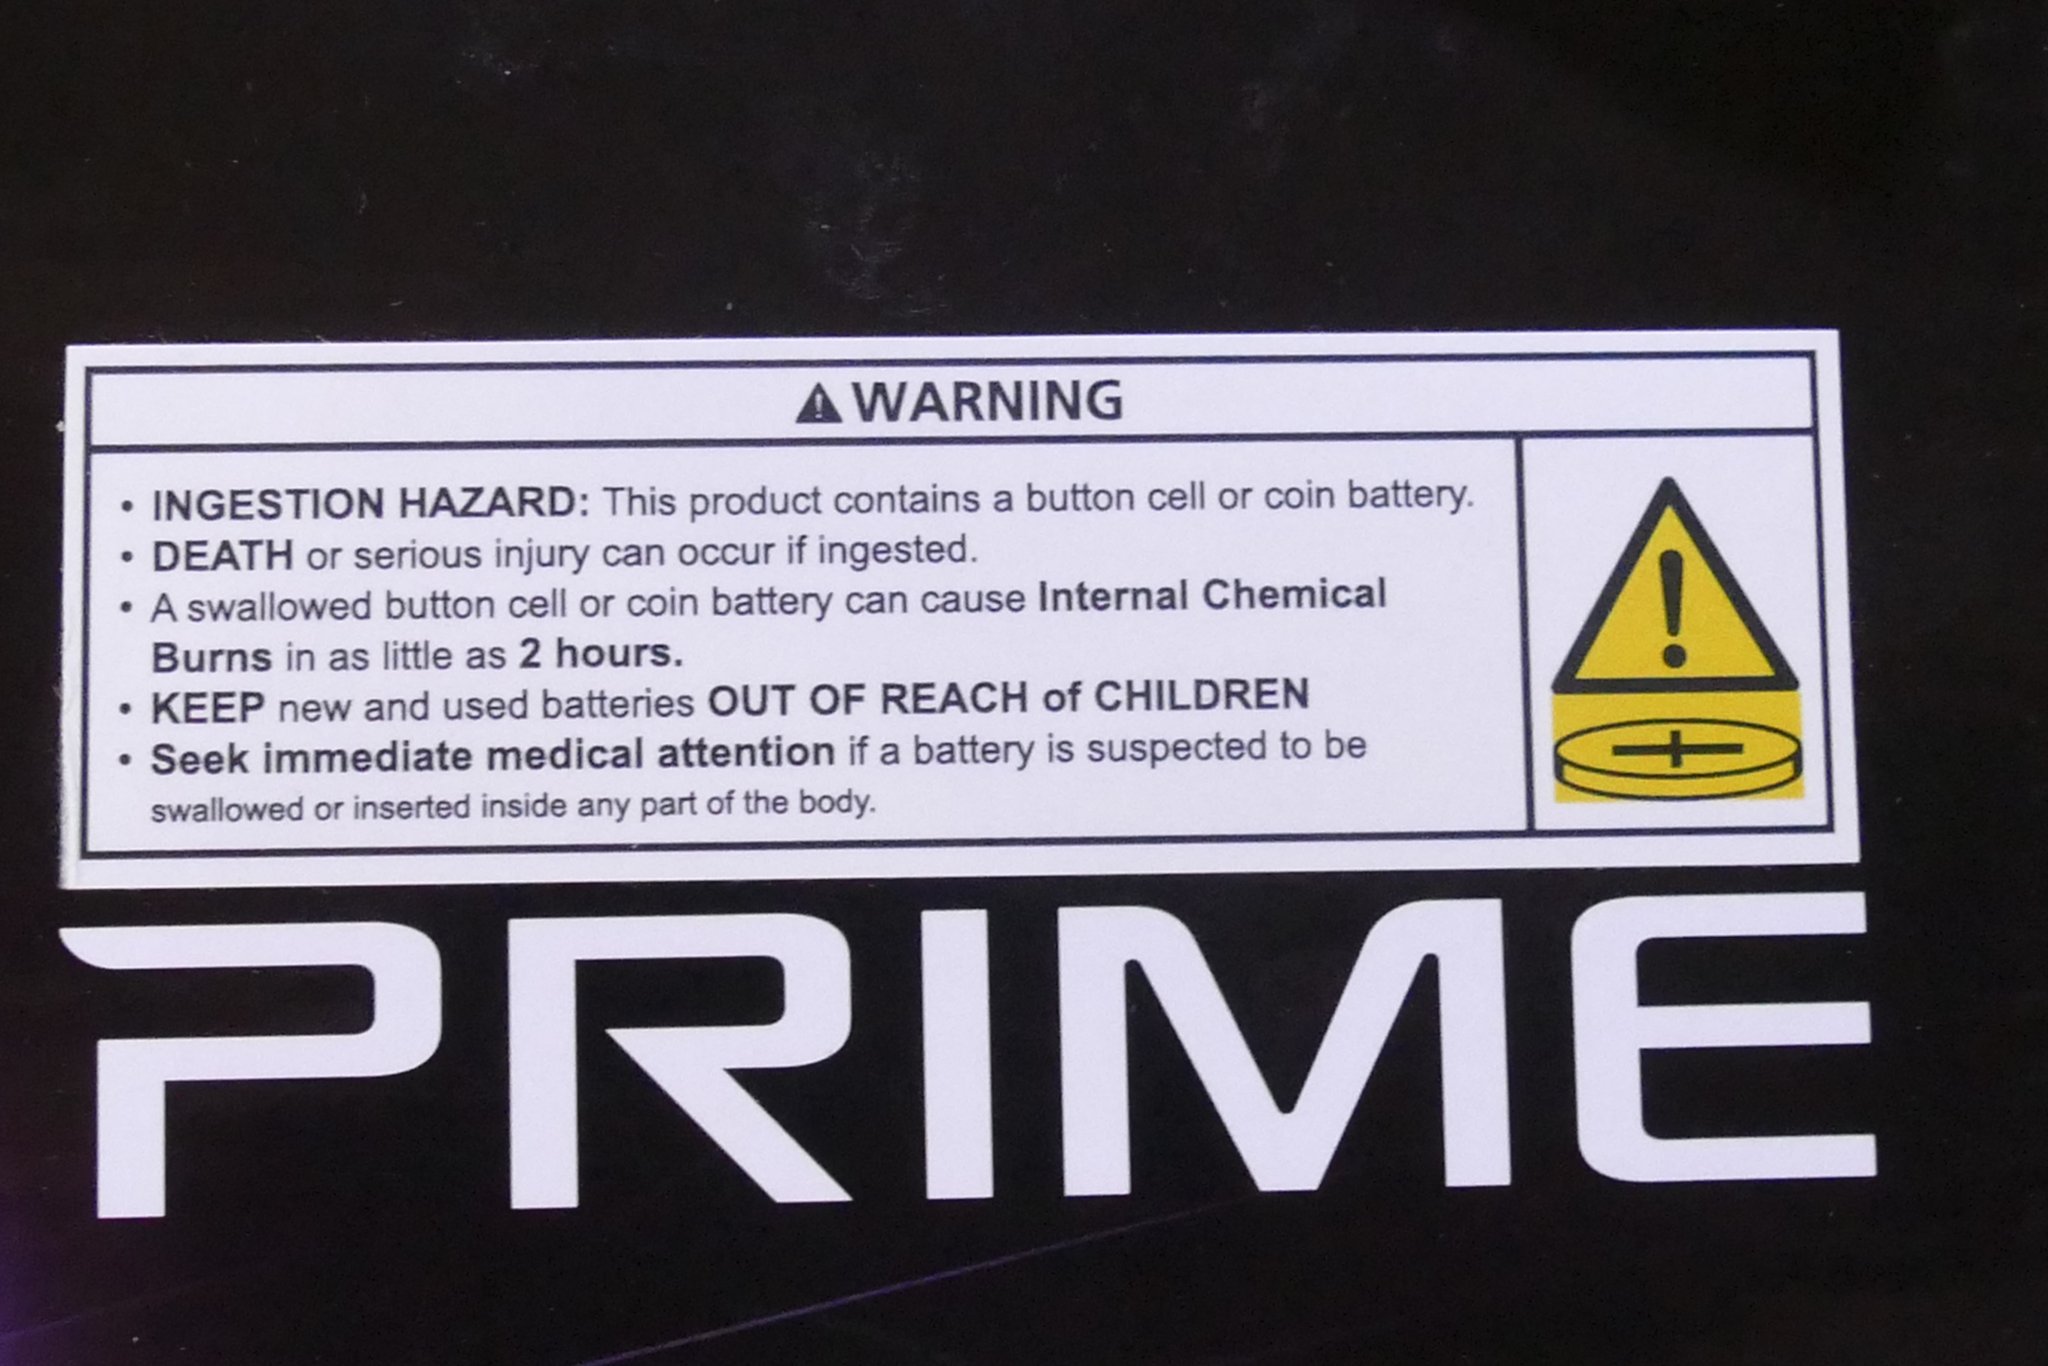 ⚠ WARNING
• INGESTION HAZARD: This product contains a button cell or coin battery.
• DEATH or serious injury can occur if ingested.
• A swallowed button cell or coin battery can cause Internal Chemical
Burns in as little as 2 hours.
• KEEP new and used batteries OUT OF REACH of CHILDREN
• Seek immediate medical attention if a battery is suspected to be
swallowed or inserted inside any part of the body.
PRIME